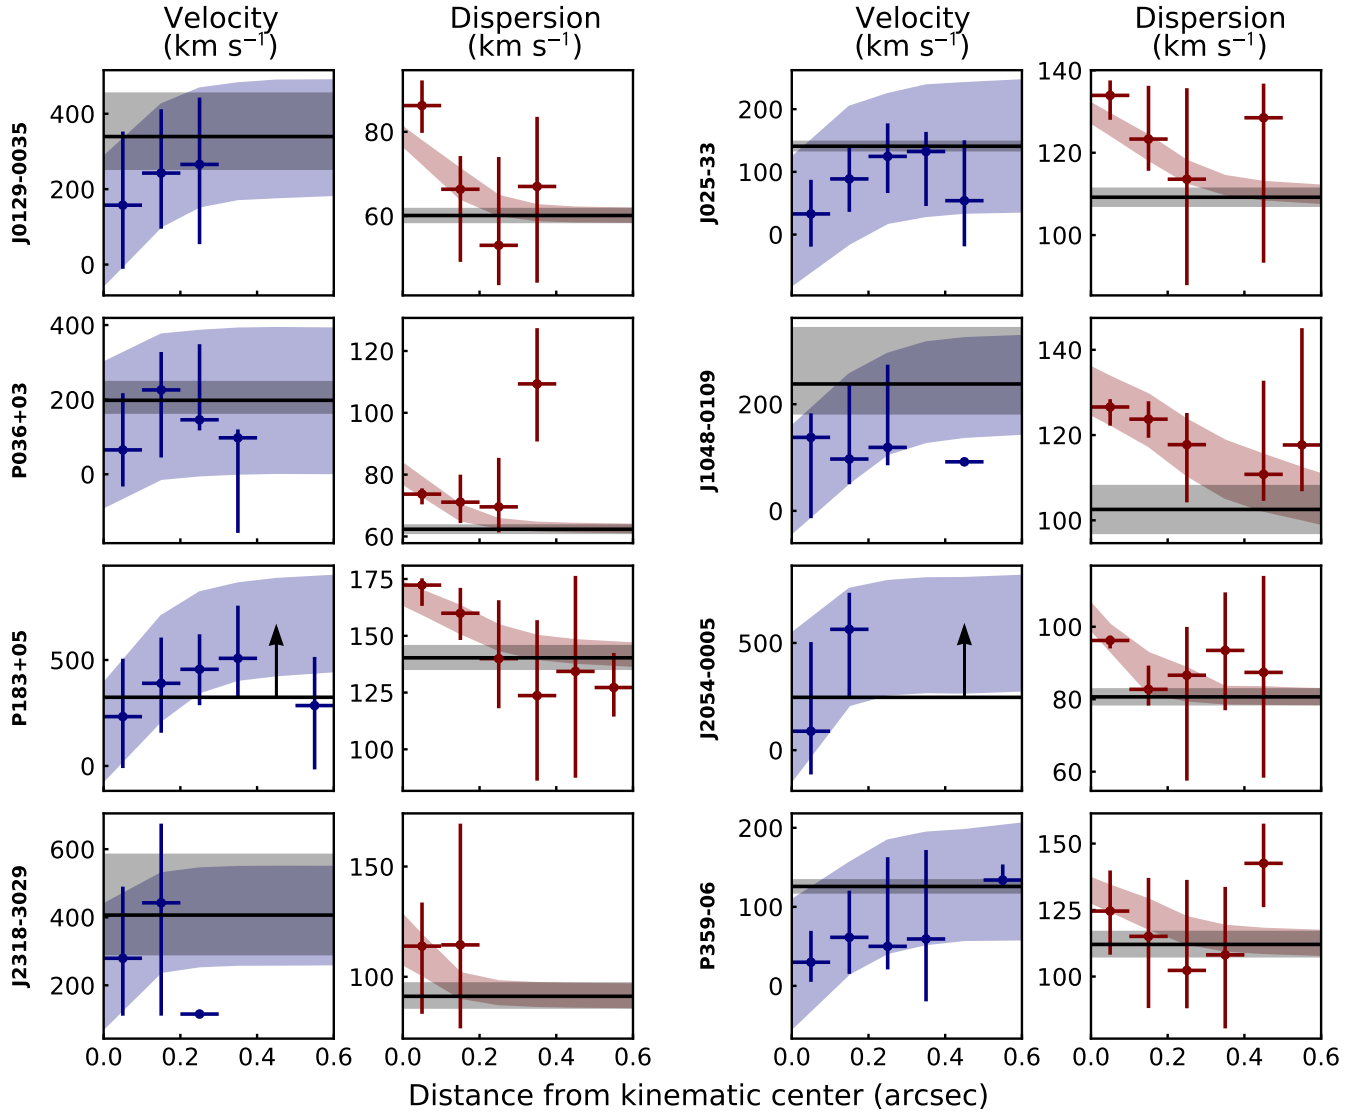 Velocity (km s⁻¹)
Dispersion (km s⁻¹)
Velocity (km s⁻¹)
Dispersion (km s⁻¹)
J0129-0035
400
200
0
80
60
J025-33
200
100
0
140
120
100
P036+03
400
200
0
120
100
80
60
J1048-0109
200
0
140
120
100
P183+05
500
0
175
150
125
100
J2054-0005
500
0
100
80
60
J2318-3029
600
400
200
150
100
P359-06
200
100
0
150
125
100
0.0 0.2 0.4 0.6
0.0 0.2 0.4 0.6
0.0 0.2 0.4 0.6
0.0 0.2 0.4 0.6
Distance from kinematic center (arcsec)